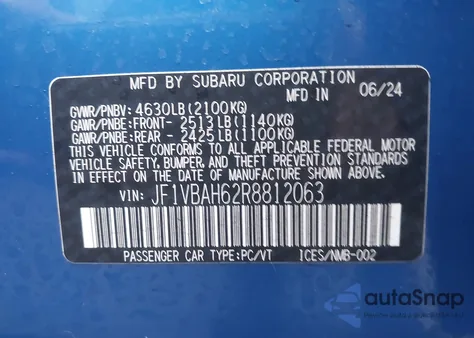 MFD BY SUBARU CORPORATION
MFD IN 06/24
GVWR/PNBV: 4630LB(2100KG)
GAWR/PNBE:FRONT- 2513LB(1140KG)
GAWR/PNBE:REAR - 2425LB(1100KG)
THIS VEHICLE CONFORMS TO ALL APPLICABLE FEDERAL MOTOR
VEHICLE SAFETY, BUMPER, AND THEFT PREVENTION STANDARDS
IN EFFECT ON THE DATE OF MANUFACTURE SHOWN ABOVE.
VIN: JF1VBAH62R8812063
PASSENGER CAR TYPE:PC/VT ICES/NMB-002
autoSnap